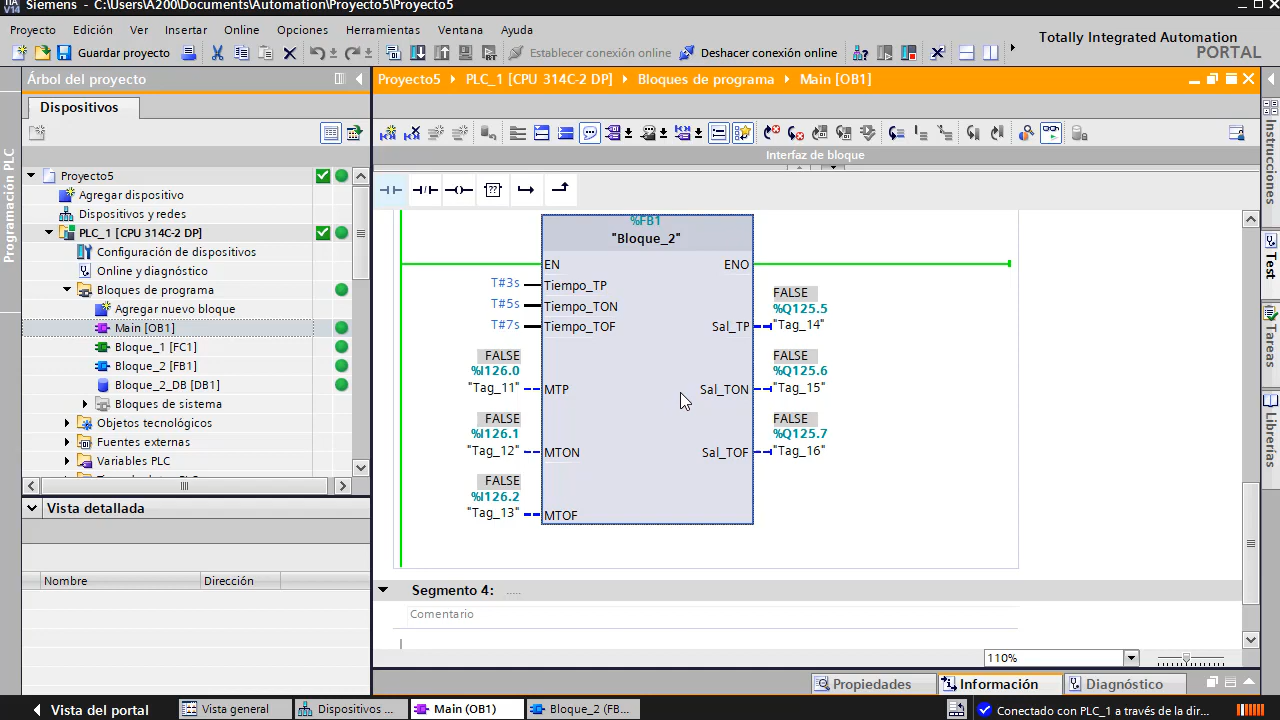 Siemens - C:\Users\A200\Documents\Automation\Proyecto5\Proyecto5
TIA
V14
Proyecto Edición Ver Insertar Online Opciones Herramientas Ventana Ayuda
Totally Integrated Automation
PORTAL
Guardar proyecto
Establecer conexión online
Deshacer conexión online
Árbol del proyecto
Proyecto5 PLC_1 [CPU 314C-2 DP] Bloques de programa Main [OB1]
Dispositivos
Programación PLC
Interfaz de bloque
Proyecto5
Agregar dispositivo
Dispositivos y redes
PLC_1 [CPU 314C-2 DP]
Configuración de dispositivos
Online y diagnóstico
Bloques de programa
Agregar nuevo bloque
Main [OB1]
Bloque_1 [FC1]
Bloque_2 [FB1]
Bloque_2_DB [DB1]
Bloques de sistema
Objetos tecnológicos
Fuentes externas
Variables PLC
Vista detallada
Nombre Dirección
%FB1
"Bloque_2"
EN ENO
T#3s Tiempo_TP
T#5s Tiempo_TON
T#7s Tiempo_TOF
FALSE
%Q125.5
Sal_TP "Tag_14"
FALSE
%I126.0
"Tag_11" MTP
FALSE
%Q125.6
Sal_TON "Tag_15"
FALSE
%I126.1
"Tag_12" MTON
FALSE
%Q125.7
Sal_TOF "Tag_16"
FALSE
%I126.2
"Tag_13" MTOF
Segmento 4: .....
Comentario
110%
Instrucciones
Test
Tareas
Librerías
Propiedades Información Diagnóstico
Vista del portal Vista general Dispositivos ... Main (OB1) Bloque_2 (FB... Conectado con PLC_1 a través de la dir...